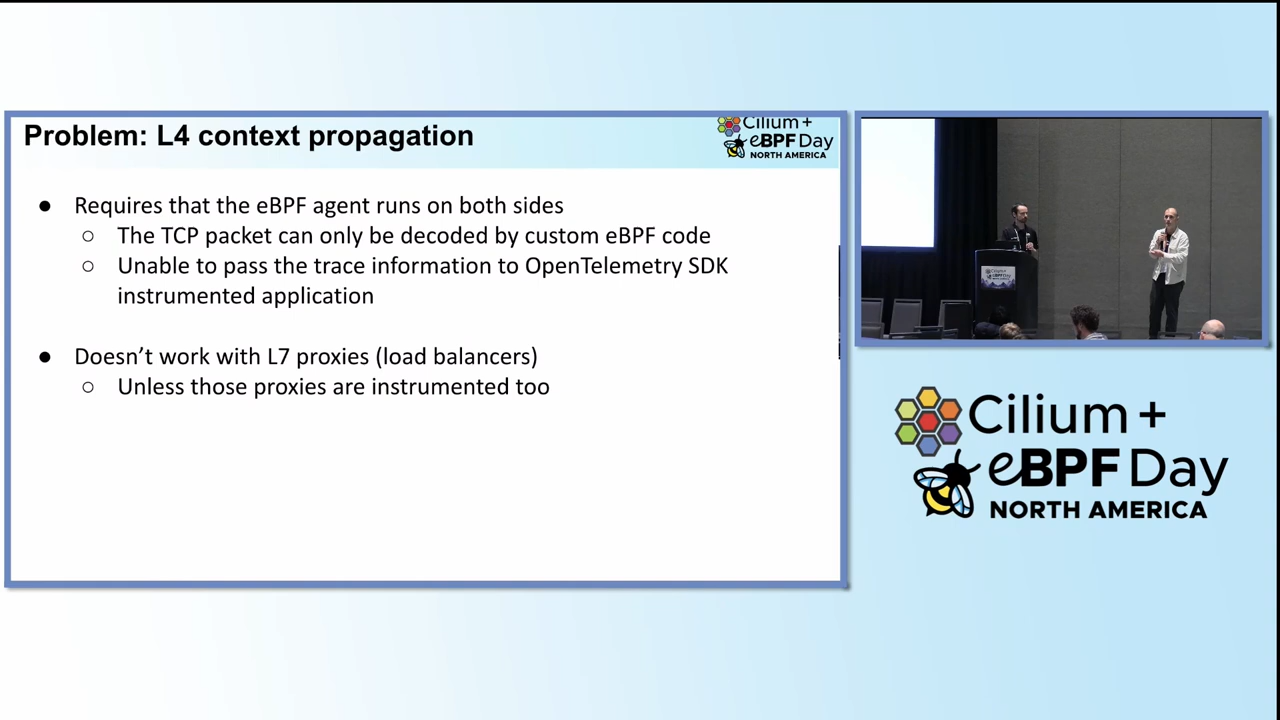 Problem: L4 context propagation
Cilium +
eBPF Day
NORTH AMERICA
● Requires that the eBPF agent runs on both sides
○ The TCP packet can only be decoded by custom eBPF code
○ Unable to pass the trace information to OpenTelemetry SDK
instrumented application
● Doesn’t work with L7 proxies (load balancers)
○ Unless those proxies are instrumented too
Cilium +
eBPF Day
NORTH AMERICA